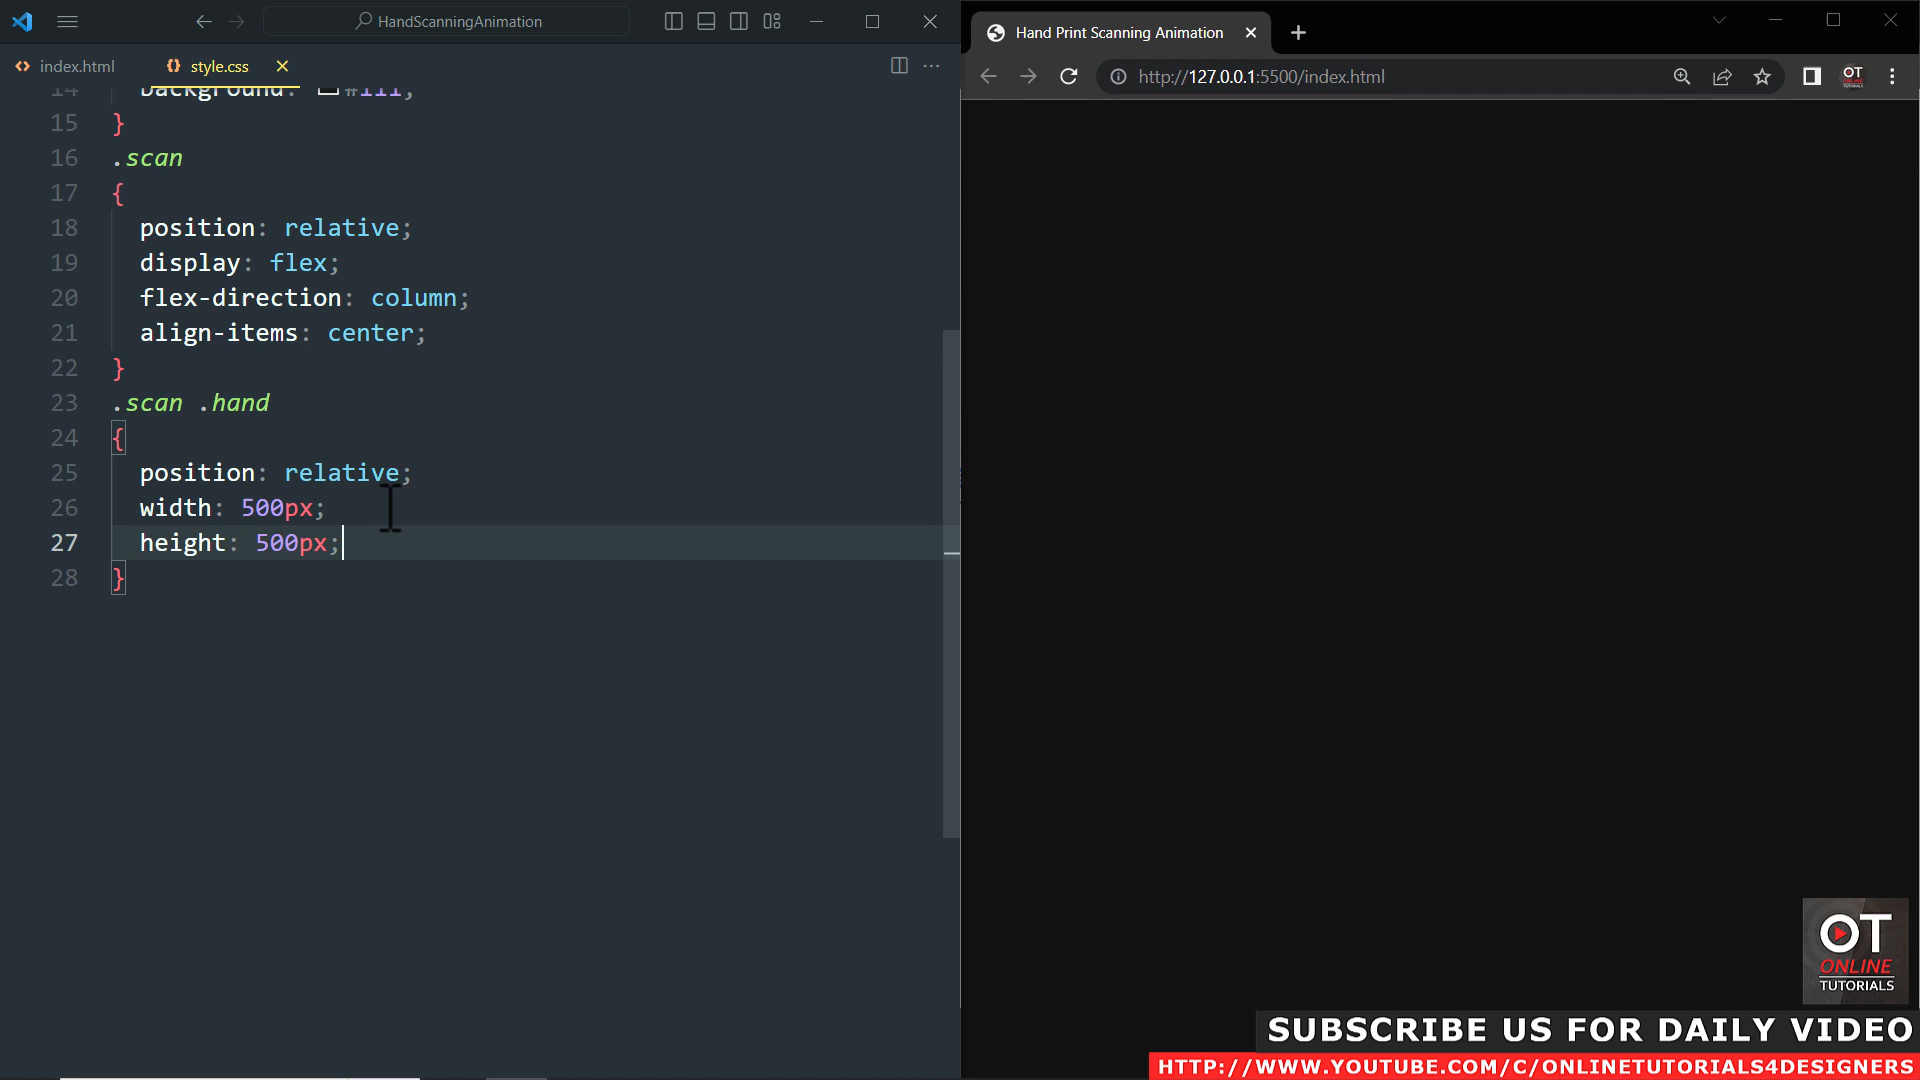 HandScanningAnimation
index.html
style.css
14 background: #111;
15 }
16 .scan
17 {
18 position: relative;
19 display: flex;
20 flex-direction: column;
21 align-items: center;
22 }
23 .scan .hand
24 {
25 position: relative;
26 width: 500px;
27 height: 500px;
28 }
Hand Print Scanning Animation
http://127.0.0.1:5500/index.html
OT
ONLINE
TUTORIALS
SUBSCRIBE US FOR DAILY VIDEO
HTTP://WWW.YOUTUBE.COM/C/ONLINETUTORIALS4DESIGNERS